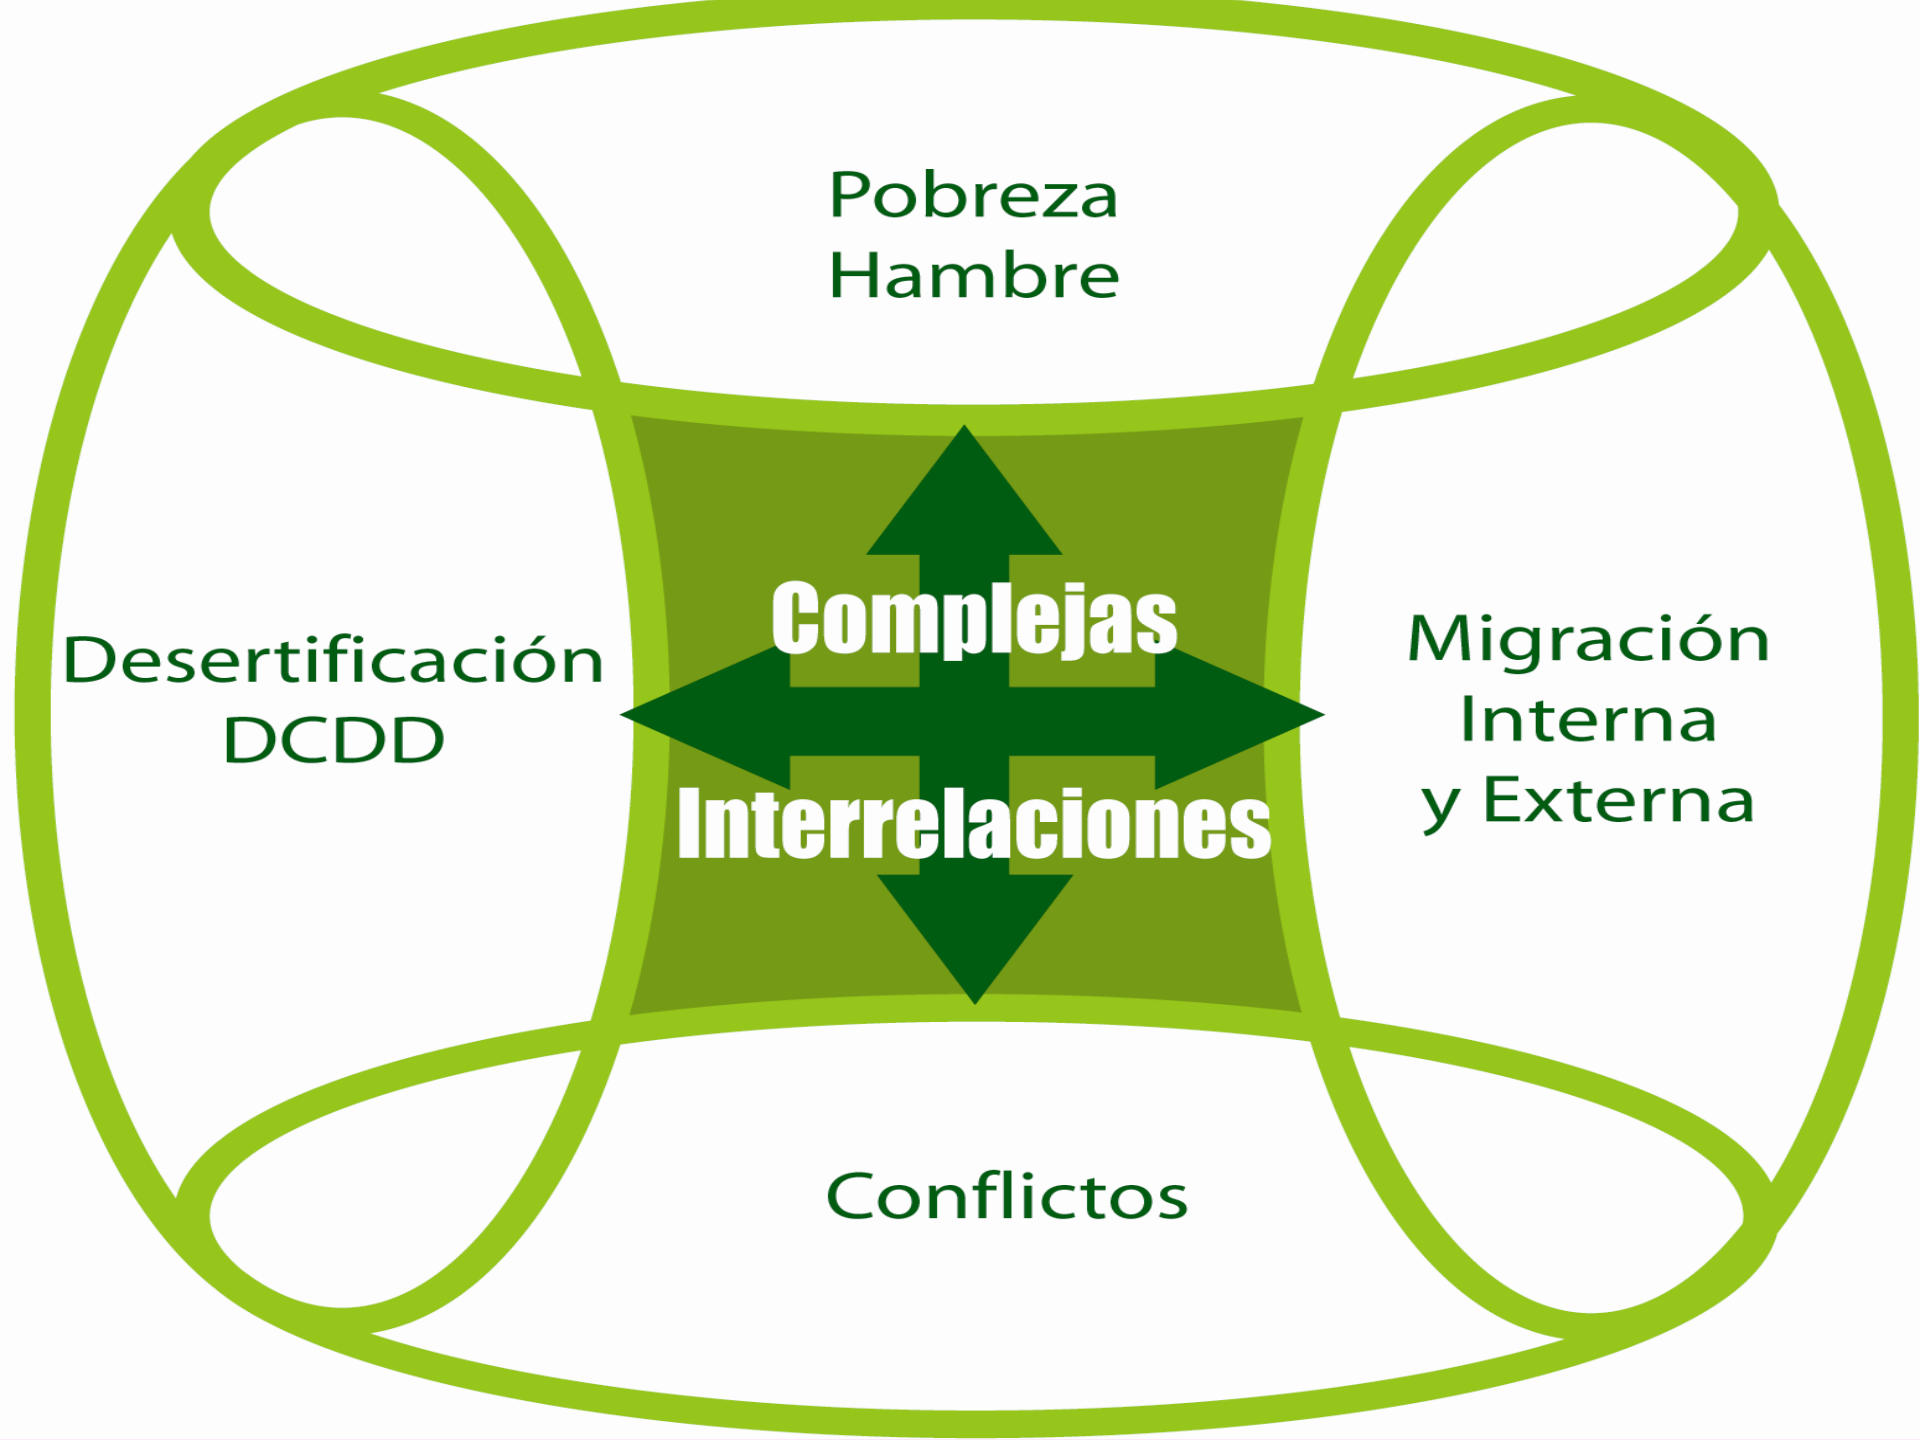 Pobreza
Hambre
Complejas
Interrelaciones
Desertificación
DCDD
Migración
Interna
y Externa
Conflictos